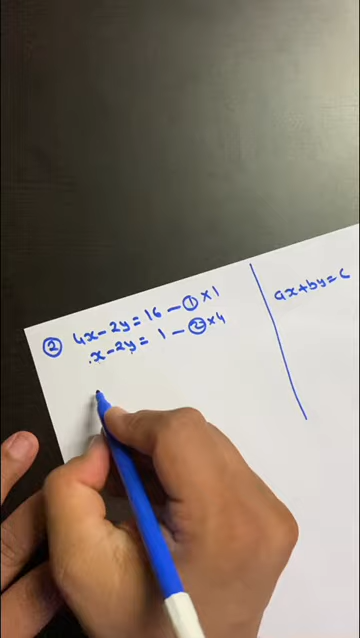 ② 4x - 2y = 16 - ① × 1
x - 2y = 1 - ② × 4
ax + by = c